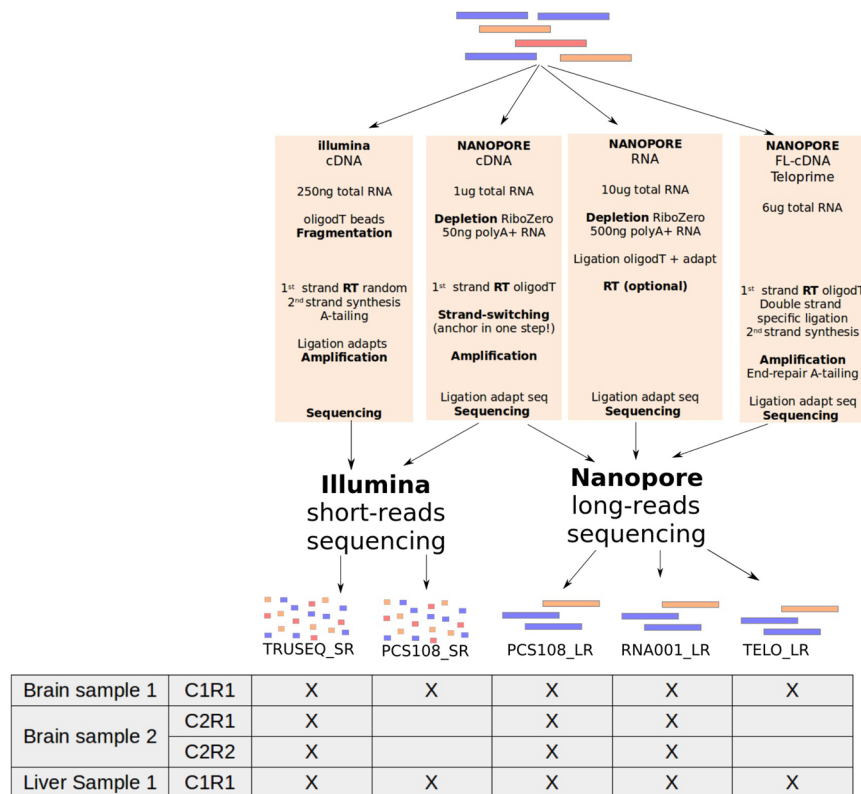 illumina
cDNA
250ng total RNA
oligodT beads
Fragmentation
1st strand RT random
2nd strand synthesis
A-tailing
Ligation adapts
Amplification
Sequencing
NANOPORE
cDNA
1ug total RNA
Depletion RiboZero
50ng polyA+ RNA
1st strand RT oligodT
Strand-switching
(anchor in one step!)
Amplification
Ligation adapt seq
Sequencing
NANOPORE
RNA
10ug total RNA
Depletion RiboZero
500ng polyA+ RNA
Ligation oligodT + adapt
RT (optional)
Ligation adapt seq
Sequencing
NANOPORE
FL-cDNA
Teloprime
6ug total RNA
1st strand RT oligodT
Double strand
specific ligation
2nd strand synthesis
Amplification
End-repair A-tailing
Ligation adapt seq
Sequencing
Illumina
short-reads
sequencing
Nanopore
long-reads
sequencing
TRUSEQ_SR PCS108_SR PCS108_LR RNA001_LR TELO_LR
Brain sample 1 C1R1 X X X X X
Brain sample 2 C2R1 X X X
C2R2 X X X
Liver Sample 1 C1R1 X X X X X